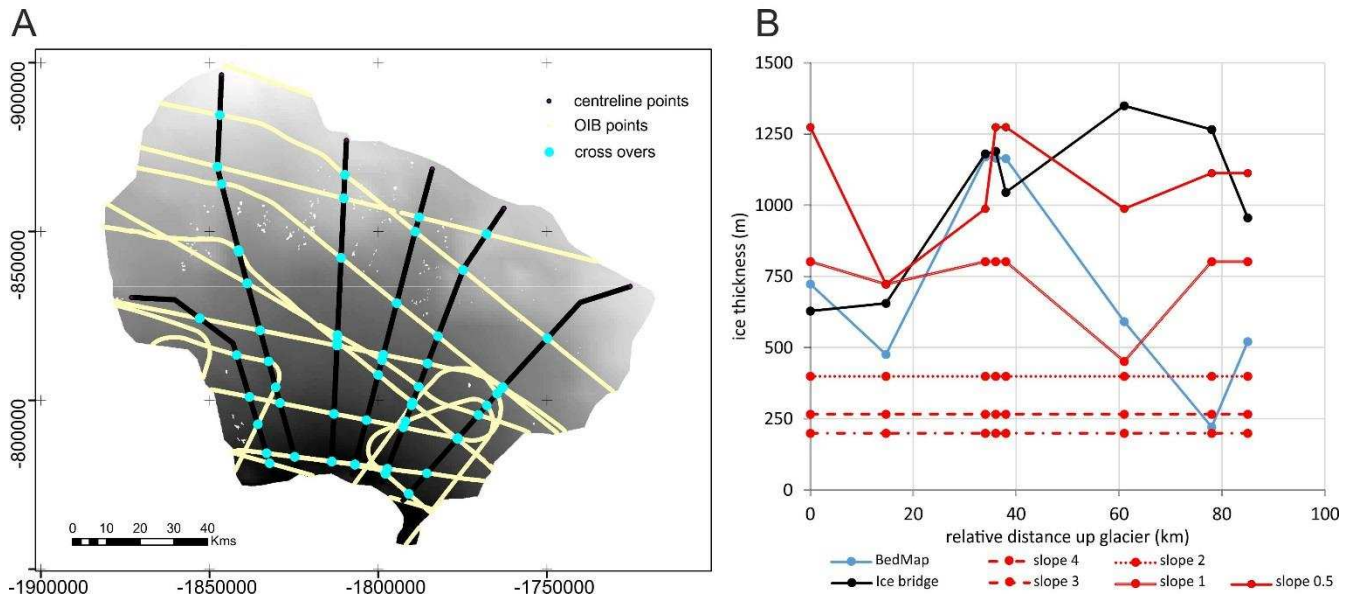 A
-900000
-850000
-800000
-1900000
-1850000
-1800000
-1750000
centreline points
OIB points
cross overs
0 10 20 30 40
Kms
B
1500
1250
1000
750
500
250
0
ice thickness (m)
0 20 40 60 80 100
relative distance up glacier (km)
BedMap slope 4 slope 2
Ice bridge slope 3 slope 1 slope 0.5